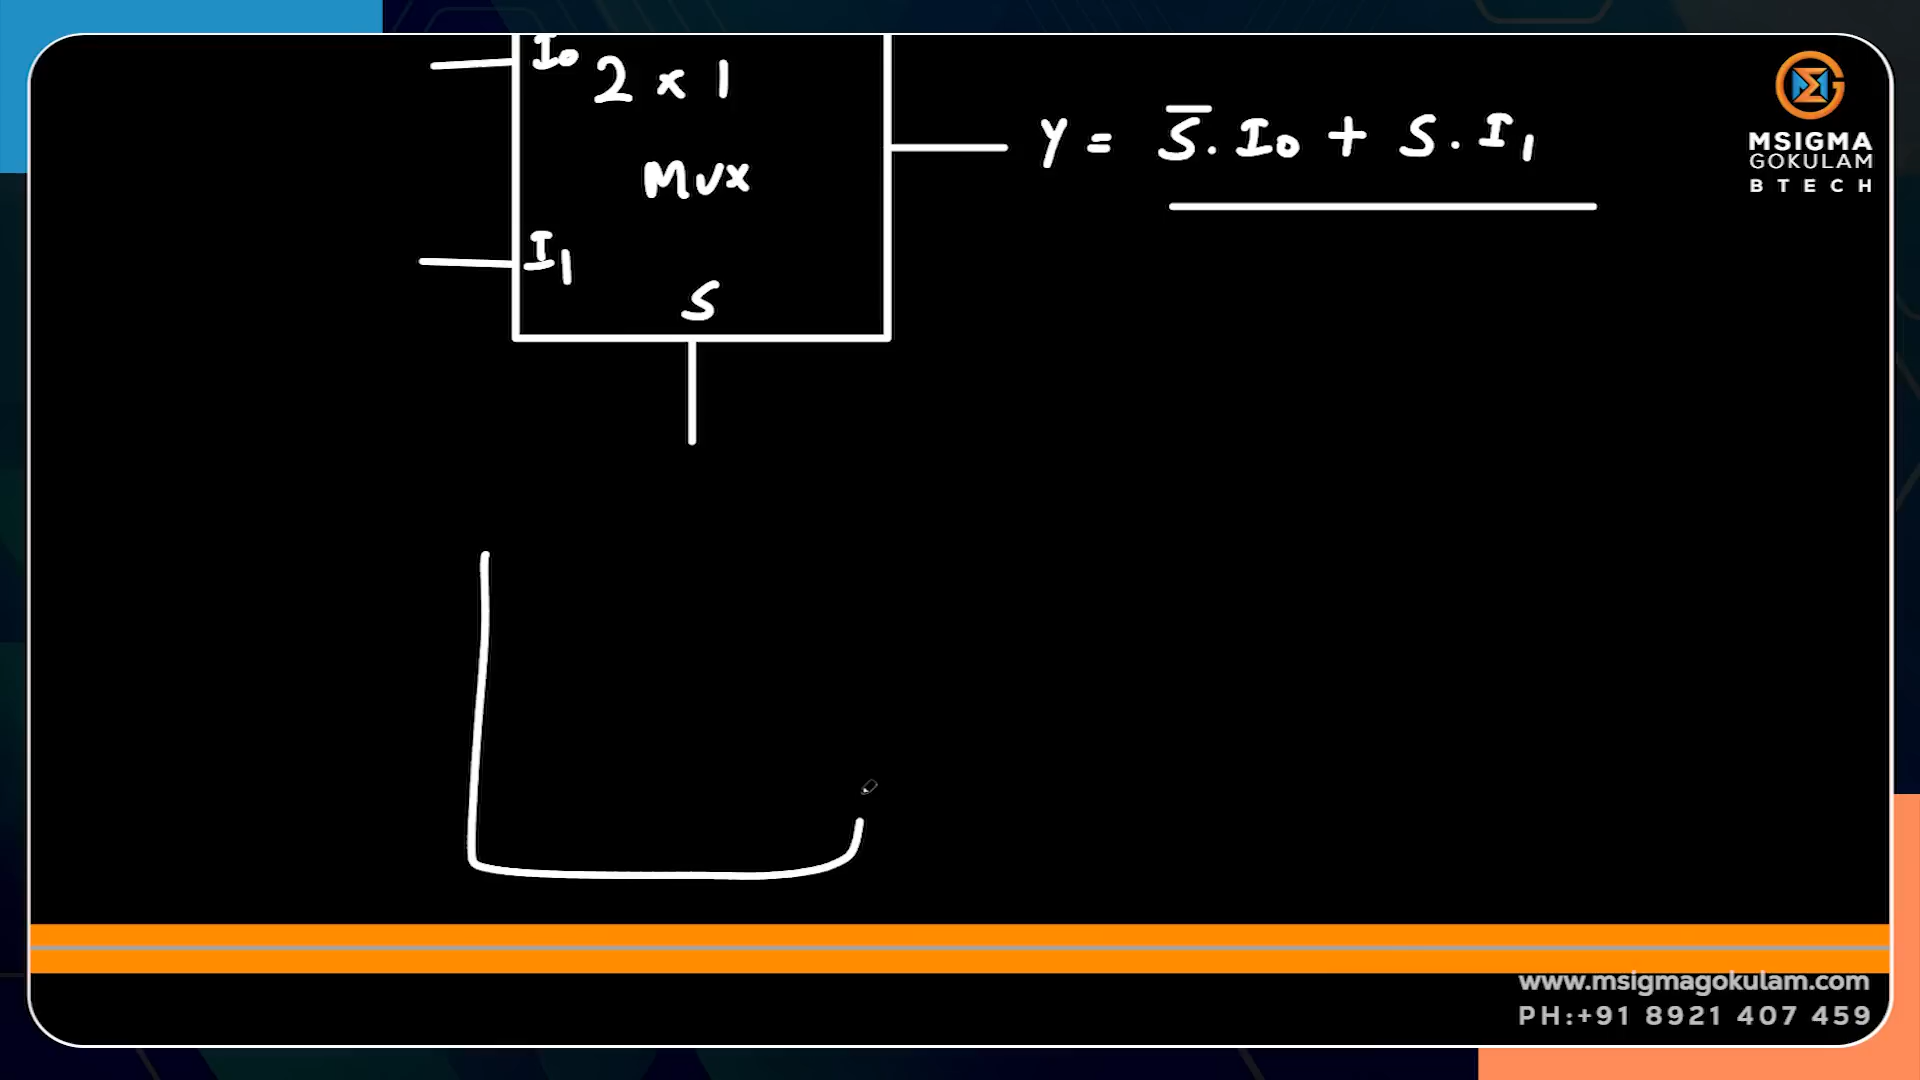 I₀
2 x 1
Mux
I₁
S
Y = S̅ . I₀ + S . I₁
MSIGMA
GOKULAM
BTECH
www.msigmagokulam.com
PH:+91 8921 407 459